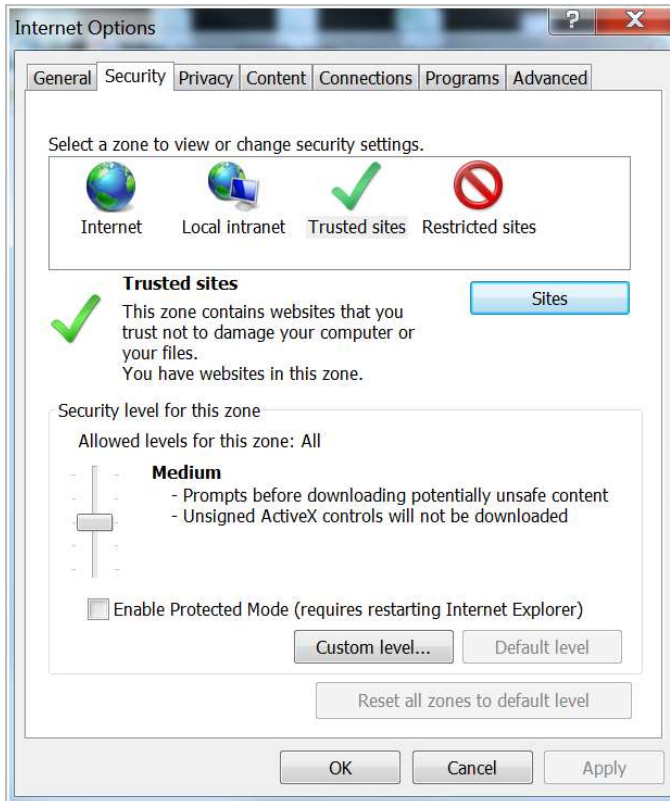 Internet Options
?
X
General Security Privacy Content Connections Programs Advanced
Select a zone to view or change security settings.
Internet Local intranet Trusted sites Restricted sites
Trusted sites
Sites
This zone contains websites that you
trust not to damage your computer or
your files.
You have websites in this zone.
Security level for this zone
Allowed levels for this zone: All
Medium
- Prompts before downloading potentially unsafe content
- Unsigned ActiveX controls will not be downloaded
Enable Protected Mode (requires restarting Internet Explorer)
Custom level... Default level
Reset all zones to default level
OK Cancel Apply